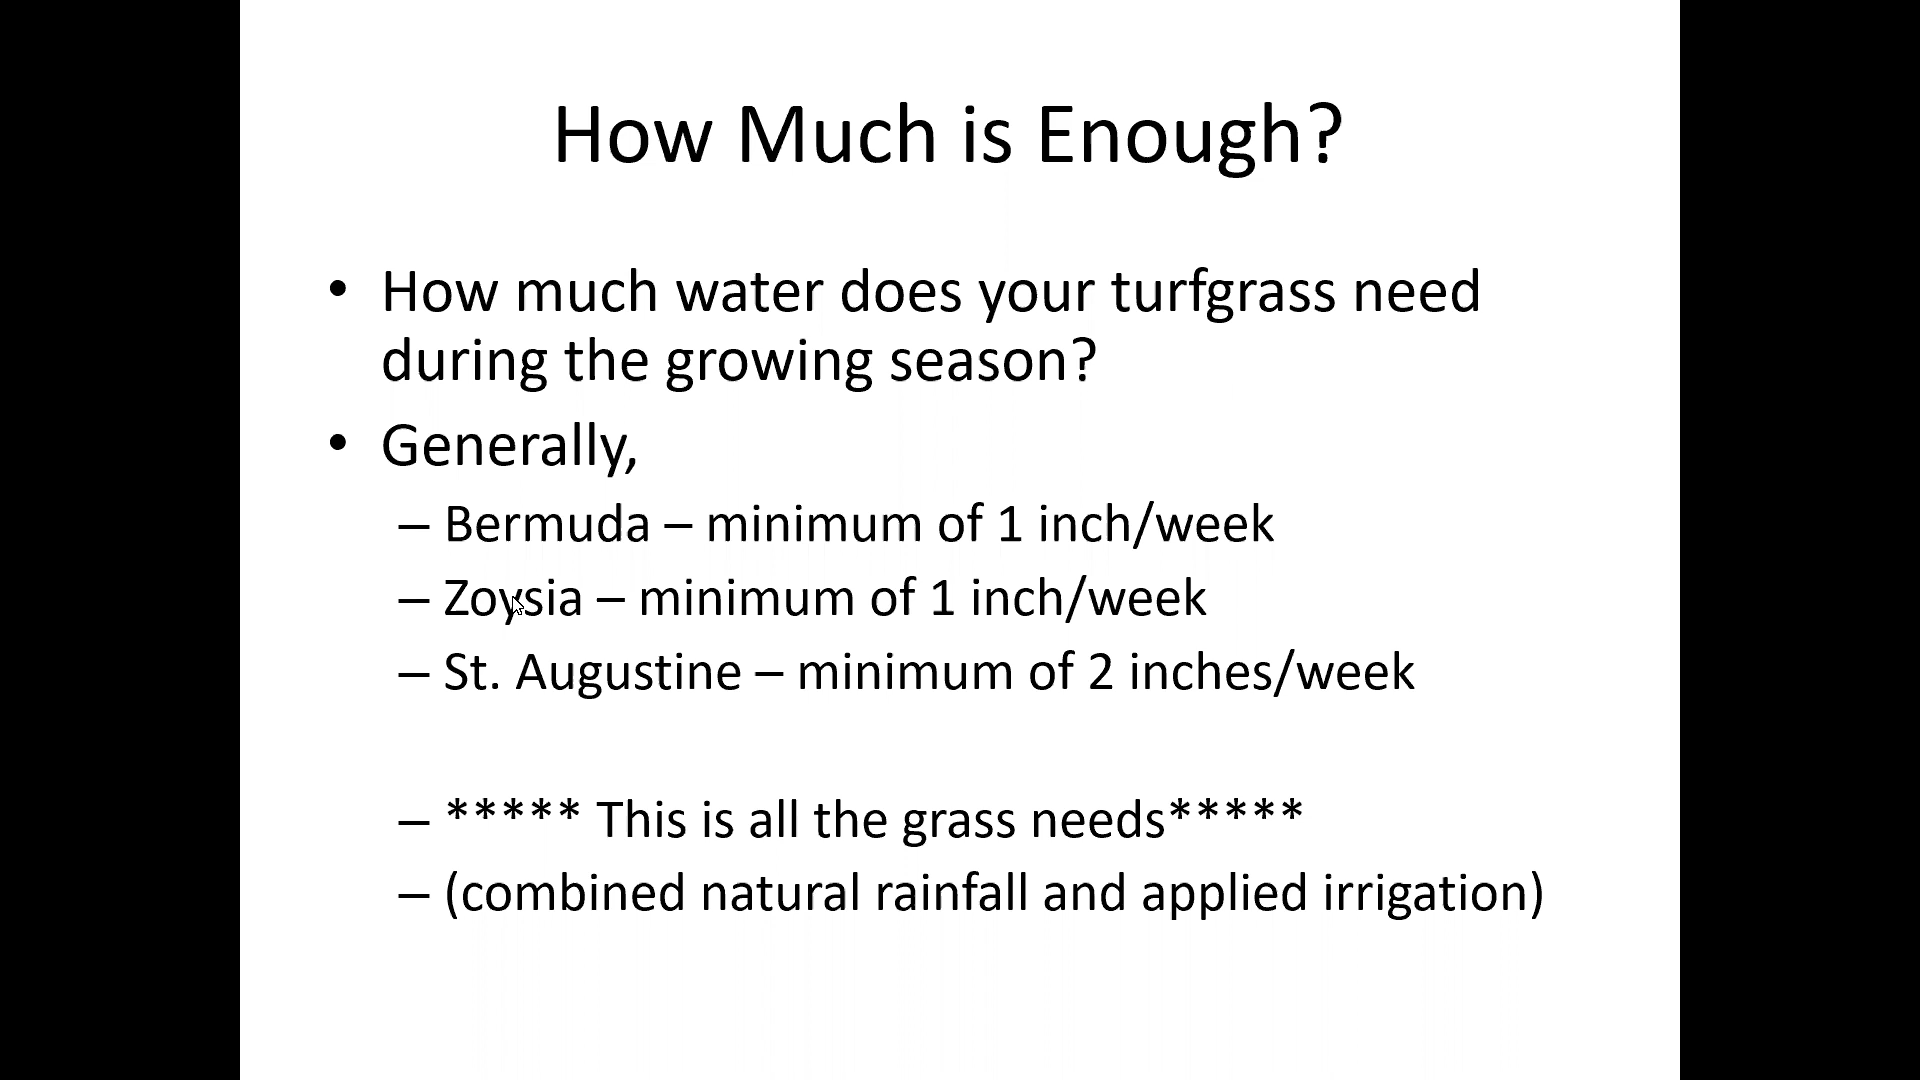 How Much is Enough?
• How much water does your turfgrass need
during the growing season?
• Generally,
– Bermuda – minimum of 1 inch/week
– Zoysia – minimum of 1 inch/week
– St. Augustine – minimum of 2 inches/week
– ***** This is all the grass needs*****
– (combined natural rainfall and applied irrigation)